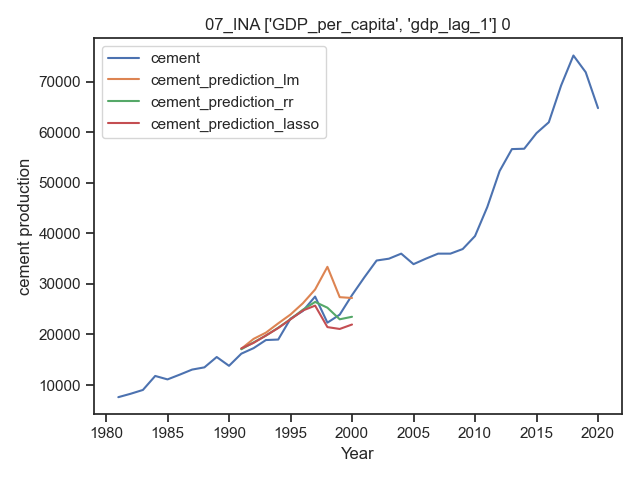 07_INA ['GDP_per_capita', 'gdp_lag_1'] 0
cement
cement_prediction_lm
cement_prediction_rr
cement_prediction_lasso
cement production
70000
60000
50000
40000
30000
20000
10000
1980 1985 1990 1995 2000 2005 2010 2015 2020
Year